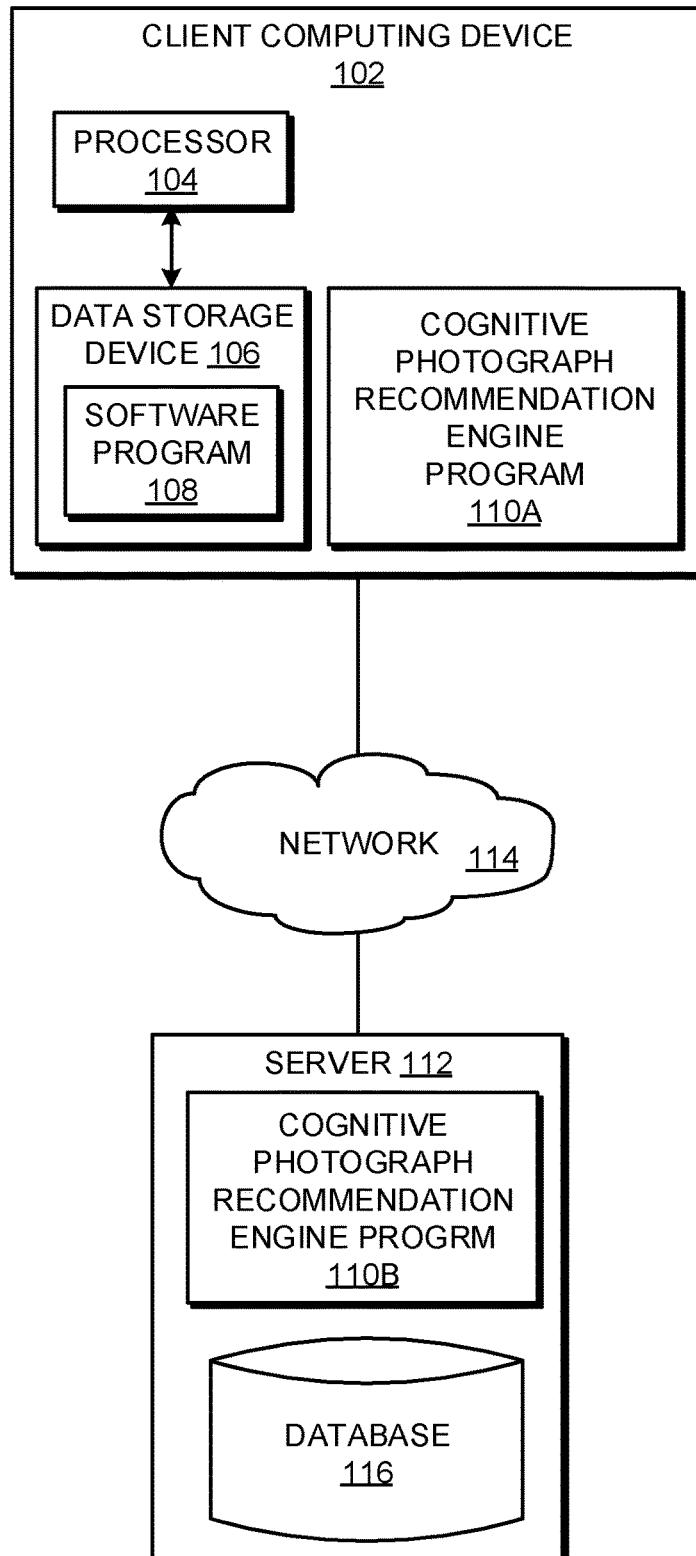 CLIENT COMPUTING DEVICE
102
PROCESSOR
104
DATA STORAGE
DEVICE 106
SOFTWARE
PROGRAM
108
COGNITIVE
PHOTOGRAPH
RECOMMENDATION
ENGINE
PROGRAM
110A
NETWORK
114
SERVER 112
COGNITIVE
PHOTOGRAPH
RECOMMENDATION
ENGINE PROGRM
110B
DATABASE
116